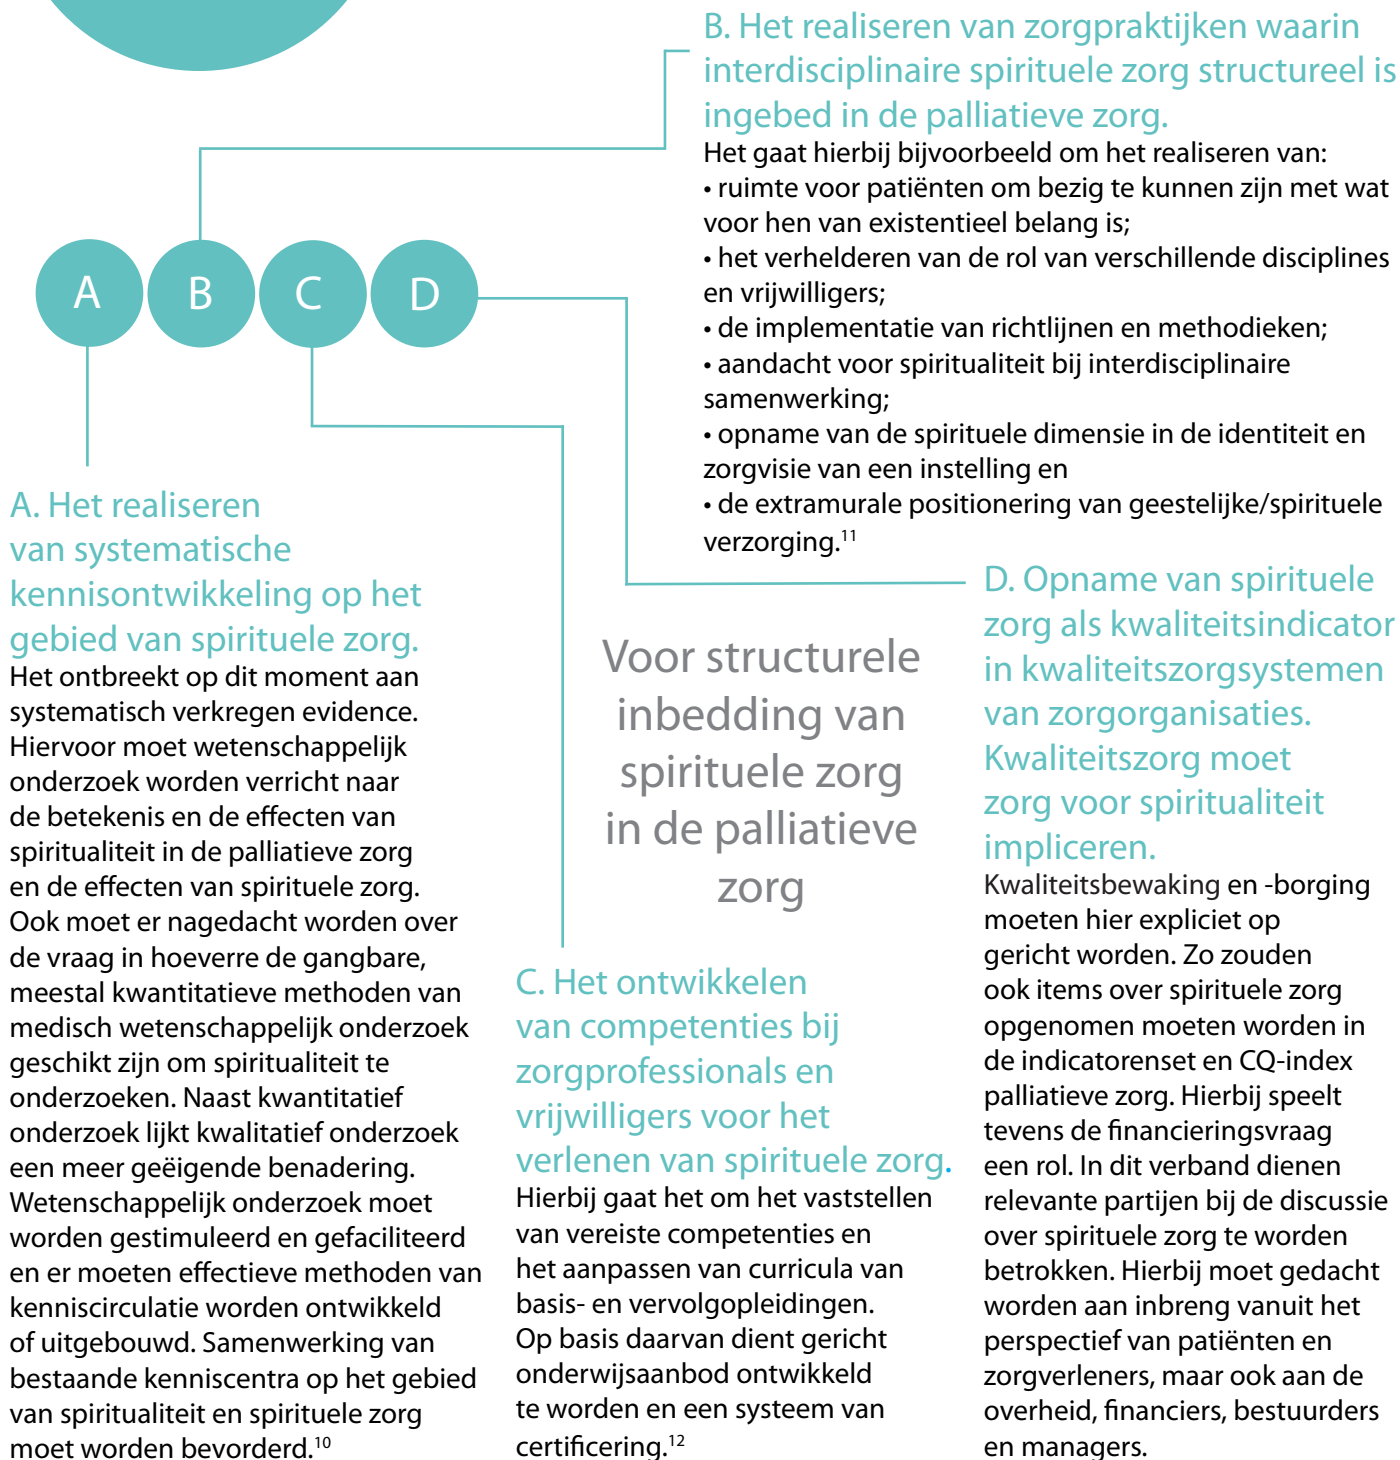 A B C D
A. Het realiseren
van systematische
kennisontwikkeling op het
gebied van spirituele zorg.
Het ontbreekt op dit moment aan
systematisch verkregen evidence.
Hiervoor moet wetenschappelijk
onderzoek worden verricht naar
de betekenis en de effecten van
spiritualiteit in de palliatieve zorg
en de effecten van spirituele zorg.
Ook moet er nagedacht worden over
de vraag in hoeverre de gangbare,
meestal kwantitatieve methoden van
medisch wetenschappelijk onderzoek
geschikt zijn om spiritualiteit te
onderzoeken. Naast kwantitatief
onderzoek lijkt kwalitatief onderzoek
een meer geëigende benadering.
Wetenschappelijk onderzoek moet
worden gestimuleerd en gefaciliteerd
en er moeten effectieve methoden van
kenniscirculatie worden ontwikkeld
of uitgebouwd. Samenwerking van
bestaande kenniscentra op het gebied
van spiritualiteit en spirituele zorg
moet worden bevorderd.10
B. Het realiseren van zorgpraktijken waarin
interdisciplinaire spirituele zorg structureel is
ingebed in de palliatieve zorg.
Het gaat hierbij bijvoorbeeld om het realiseren van:
• ruimte voor patiënten om bezig te kunnen zijn met wat
voor hen van existentieel belang is;
• het verhelderen van de rol van verschillende disciplines
en vrijwilligers;
• de implementatie van richtlijnen en methodieken;
• aandacht voor spiritualiteit bij interdisciplinaire
samenwerking;
• opname van de spirituele dimensie in de identiteit en
zorgvisie van een instelling en
• de extramurale positionering van geestelijke/spirituele
verzorging.11
Voor structurele
inbedding van
spirituele zorg
in de palliatieve
zorg
C. Het ontwikkelen
van competenties bij
zorgprofessionals en
vrijwilligers voor het
verlenen van spirituele zorg.
Hierbij gaat het om het vaststellen
van vereiste competenties en
het aanpassen van curricula van
basis- en vervolgopleidingen.
Op basis daarvan dient gericht
onderwijsaanbod ontwikkeld
te worden en een systeem van
certificering.12
D. Opname van spirituele
zorg als kwaliteitsindicator
in kwaliteitszorgsystemen
van zorgorganisaties.
Kwaliteitszorg moet
zorg voor spiritualiteit
impliceren.
Kwaliteitsbewaking en -borging
moeten hier expliciet op
gericht worden. Zo zouden
ook items over spirituele zorg
opgenomen moeten worden in
de indicatorenset en CQ-index
palliatieve zorg. Hierbij speelt
tevens de financieringsvraag
een rol. In dit verband dienen
relevante partijen bij de discussie
over spirituele zorg te worden
betrokken. Hierbij moet gedacht
worden aan inbreng vanuit het
perspectief van patiënten en
zorgverleners, maar ook aan de
overheid, financiers, bestuurders
en managers.